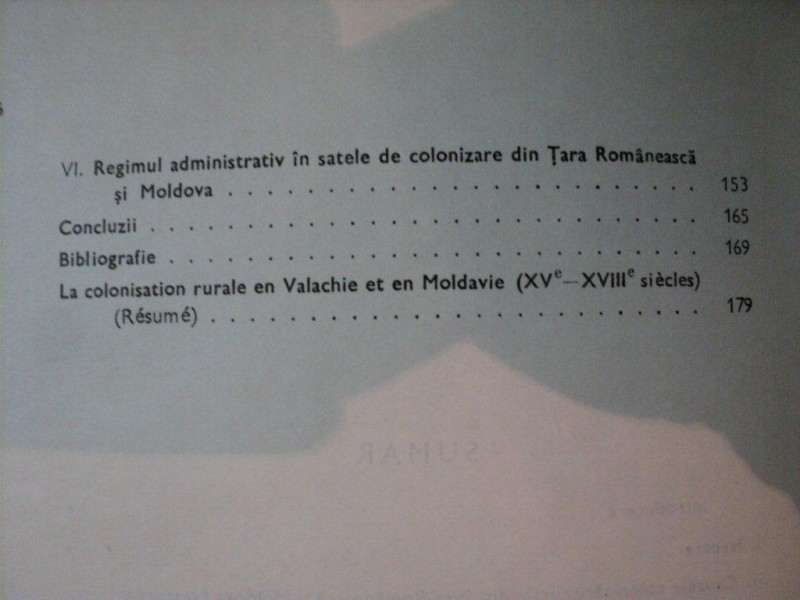 VI. Regimul administrativ în satele de colonizare din Țara Românească
și Moldova . . . . . . . . . . . . . . . . . . . . . . . . 153
Concluzii . . . . . . . . . . . . . . . . . . . . . . . . . . . 165
Bibliografie . . . . . . . . . . . . . . . . . . . . . . . . . . 169
La colonisation rurale en Valachie et en Moldavie (XVe—XVIIIe siècles)
(Résumé) . . . . . . . . . . . . . . . . . . . . . . . . . 179
SUMAR